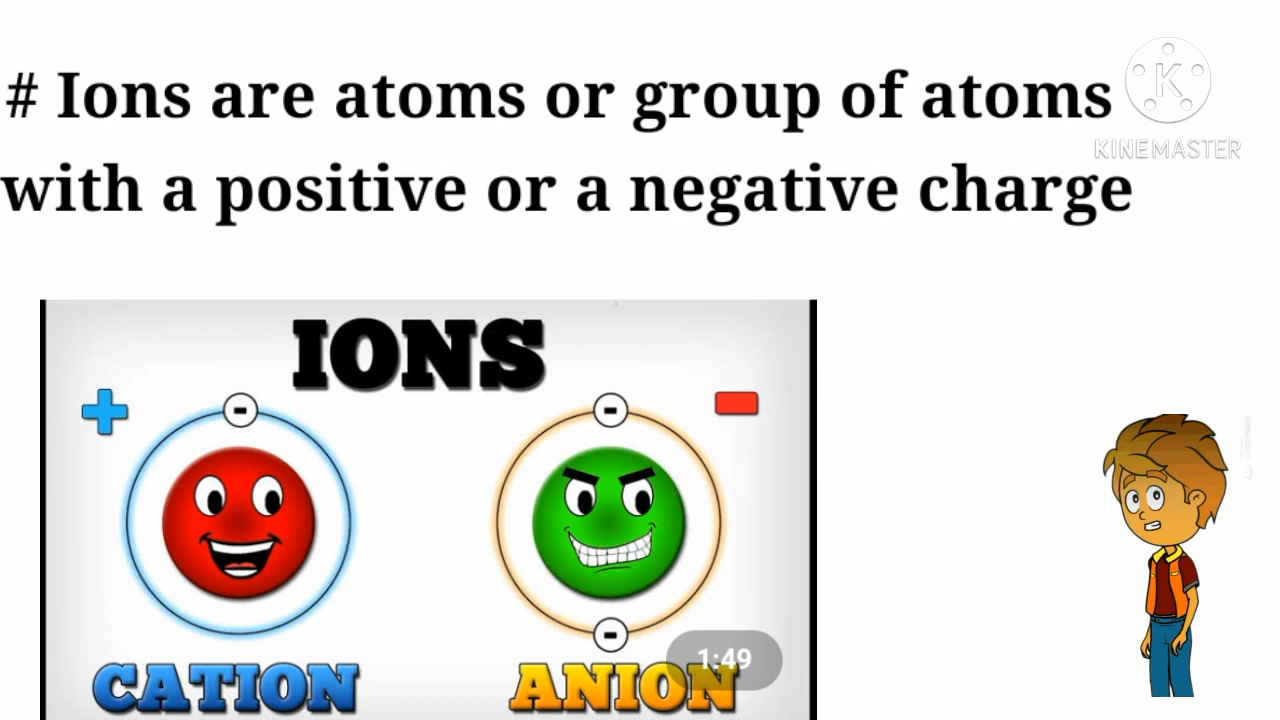 # Ions are atoms or group of atoms
with a positive or a negative charge
K
KINEMASTER
IONS
+
-
-
-
-
CATION
ANION
1:49